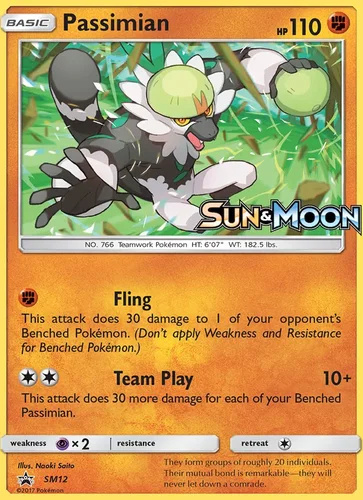 BASIC Passimian HP 110
SUN & MOON
NO. 766 Teamwork Pokémon HT: 6'07" WT: 182.5 lbs.
Fling
This attack does 30 damage to 1 of your opponent's
Benched Pokémon. (Don't apply Weakness and Resistance
for Benched Pokémon.)
Team Play 10+
This attack does 30 more damage for each of your Benched
Passimian.
weakness ×2 resistance retreat
Illus. Naoki Saito
SM12
©2017 Pokémon
They form groups of roughly 20 individuals.
Their mutual bond is remarkable—they will
never let down a comrade.